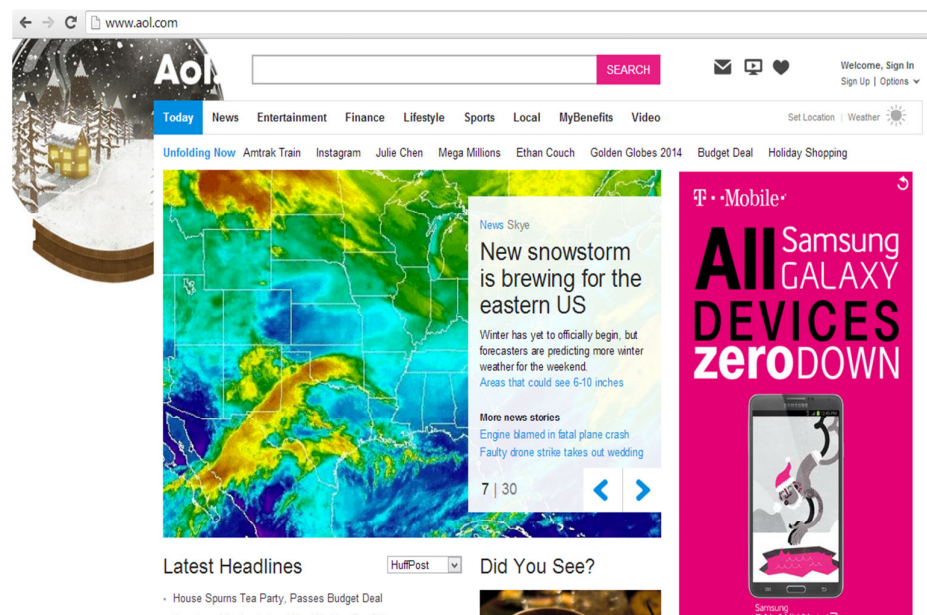 www.aol.com
Aol.
SEARCH
Welcome, Sign In
Sign Up | Options
Today News Entertainment Finance Lifestyle Sports Local MyBenefits Video
Set Location | Weather
Unfolding Now Amtrak Train Instagram Julie Chen Mega Millions Ethan Couch Golden Globes 2014 Budget Deal Holiday Shopping
News Skye
New snowstorm
is brewing for the
eastern US
Winter has yet to officially begin, but
forecasters are predicting more winter
weather for the weekend.
Areas that could see 6-10 inches
More news stories
Engine blamed in fatal plane crash
Faulty drone strike takes out wedding
7 | 30
T··Mobile·
All Samsung
GALAXY
DEVICES
zeroDOWN
SAMSUNG
Samsung
Latest Headlines
HuffPost
House Spurns Tea Party, Passes Budget Deal
Did You See?